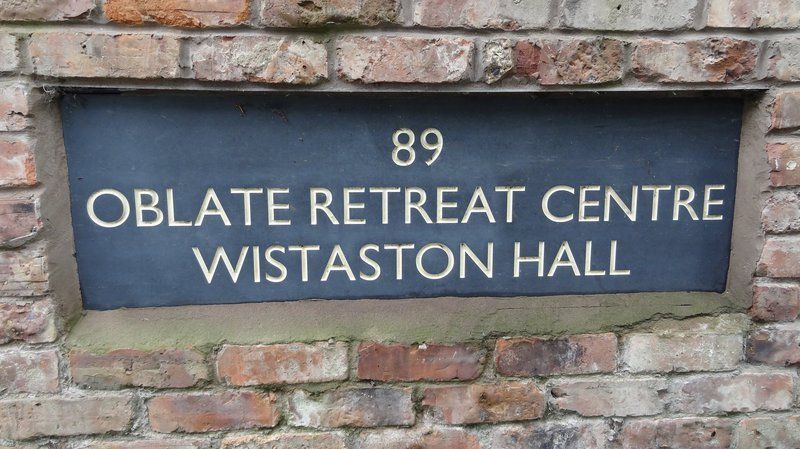 89
OBLATE RETREAT CENTRE
WISTASTON HALL